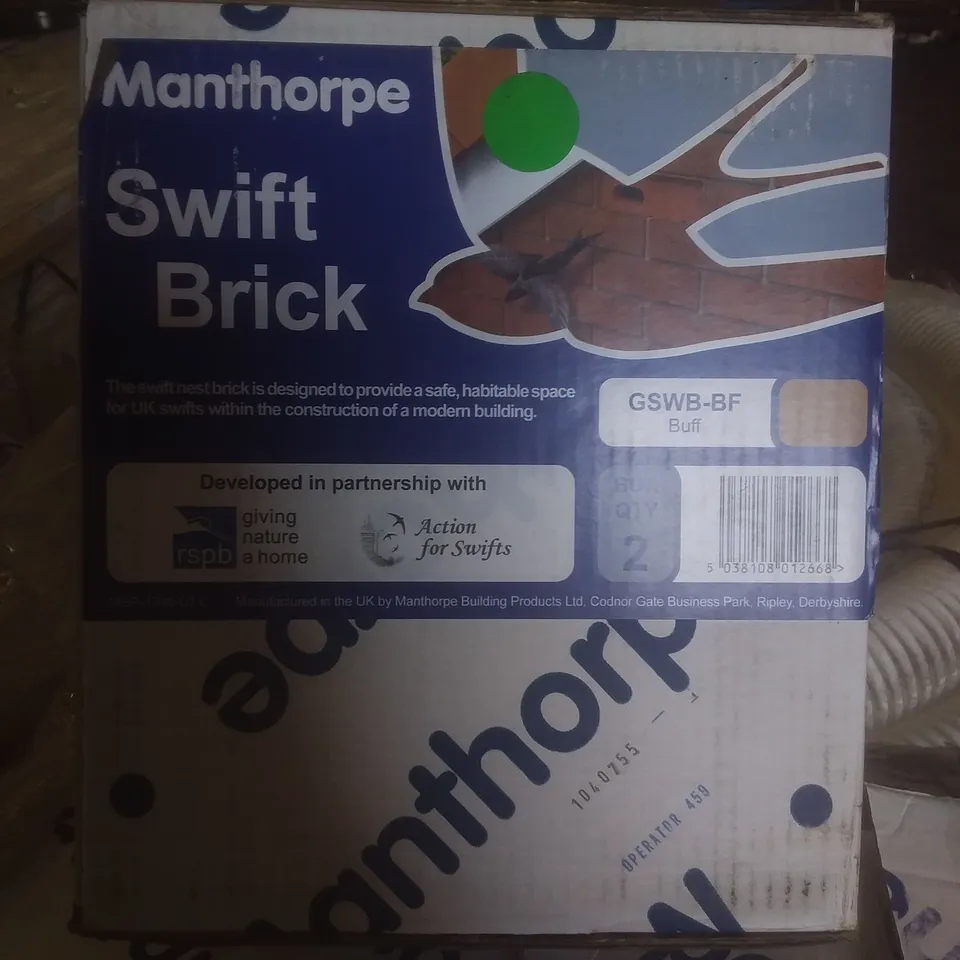 Manthorpe
Swift
Brick
The swift nest brick is designed to provide a safe, habitable space
for UK swifts within the construction of a modern building.
GSWB-BF
Buff
Developed in partnership with
rspb
giving
nature
a home
Action
for Swifts
QTY
2
5 038108 012668 >
Manufactured in the UK by Manthorpe Building Products Ltd, Codnor Gate Business Park, Ripley, Derbyshire.
Manthorpe
1040755 — 1
OPERATOR 459